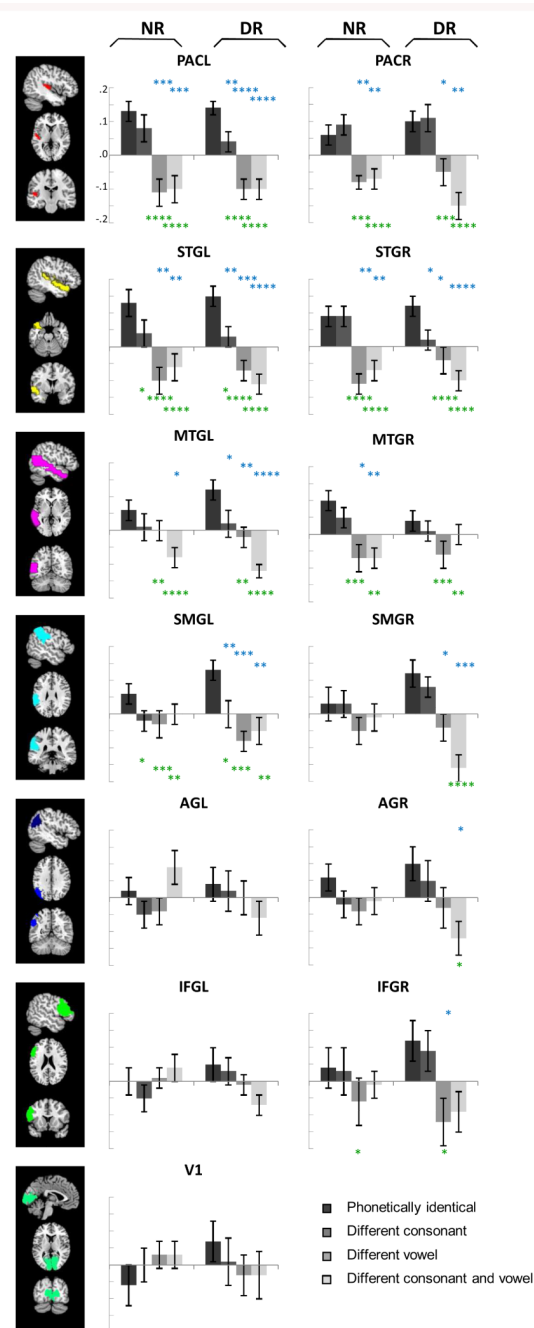 NR DR NR DR
PACL PACR
*** ** ** *
*** **** ** **
****
.2
.1
.0
-.1
-.2
**** **** *** ***
**** **** **** ****
STGL STGR
** ** ** *
** *** ** *
**** ****
* *
**** **** **** ****
**** **** **** ****
MTGL MTGR
* *
** *
* **** **
** ** *** ***
**** **** ** **
SMGL SMGR
** *
***
** ***
* *
*** ***
** ** ****
AGL AGR
*
*
IFGL IFGR
*
* *
V1
Phonetically identical
Different consonant
Different vowel
Different consonant and vowel